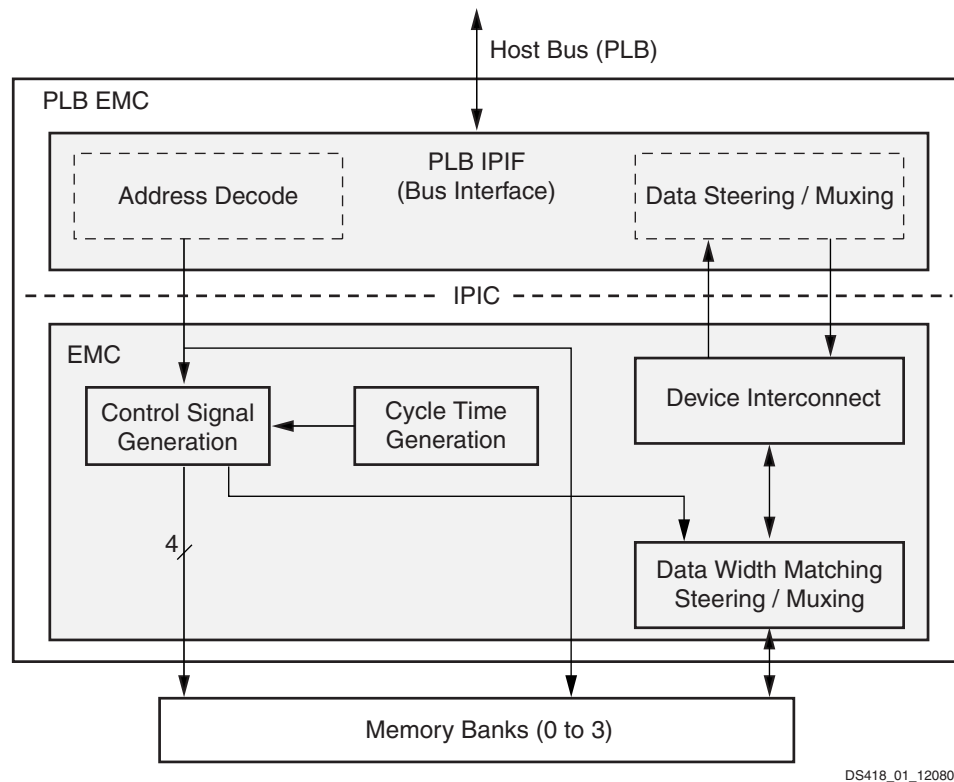 Host Bus (PLB)
PLB EMC
PLB IPIF
(Bus Interface)
Address Decode
Data Steering / Muxing
IPIC
EMC
Control Signal
Generation
Cycle Time
Generation
Device Interconnect
4
Data Width Matching
Steering / Muxing
Memory Banks (0 to 3)
DS418_01_12080